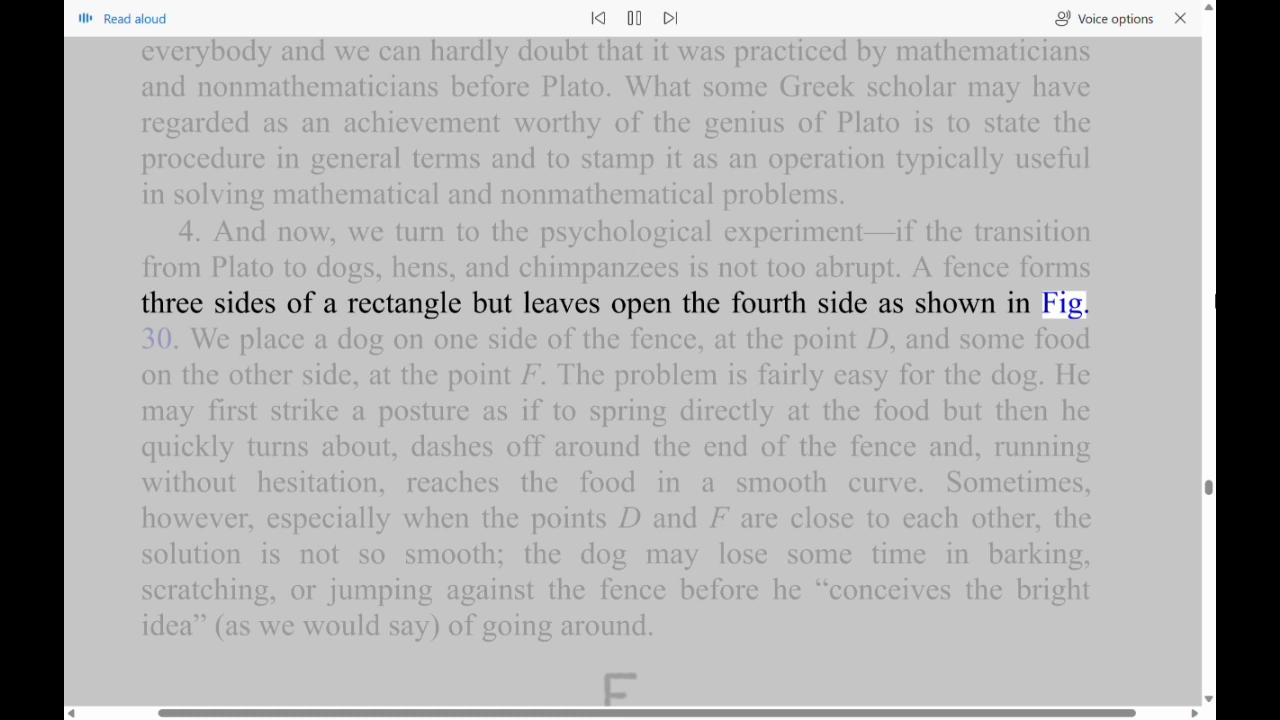 Read aloud
Voice options
everybody and we can hardly doubt that it was practiced by mathematicians
and nonmathematicians before Plato. What some Greek scholar may have
regarded as an achievement worthy of the genius of Plato is to state the
procedure in general terms and to stamp it as an operation typically useful
in solving mathematical and nonmathematical problems.
4. And now, we turn to the psychological experiment—if the transition
from Plato to dogs, hens, and chimpanzees is not too abrupt. A fence forms
three sides of a rectangle but leaves open the fourth side as shown in Fig.
30. We place a dog on one side of the fence, at the point D, and some food
on the other side, at the point F. The problem is fairly easy for the dog. He
may first strike a posture as if to spring directly at the food but then he
quickly turns about, dashes off around the end of the fence and, running
without hesitation, reaches the food in a smooth curve. Sometimes,
however, especially when the points D and F are close to each other, the
solution is not so smooth; the dog may lose some time in barking,
scratching, or jumping against the fence before he “conceives the bright
idea” (as we would say) of going around.
F